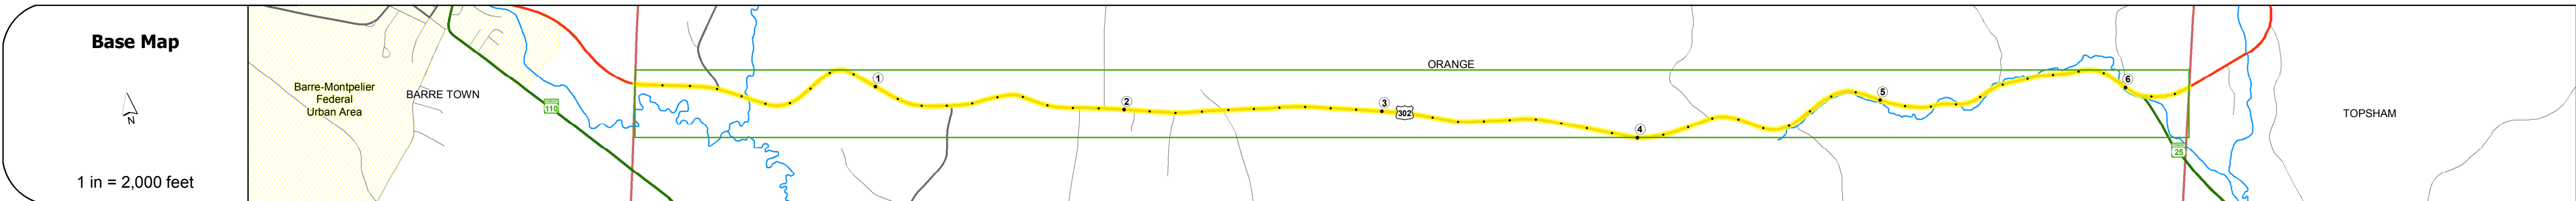 Base Map
N
1 in = 2,000 feet
Barre-Montpelier
Federal
Urban Area
BARRE TOWN
110
1
2
ORANGE
3
302
4
5
6
25
TOPSHAM